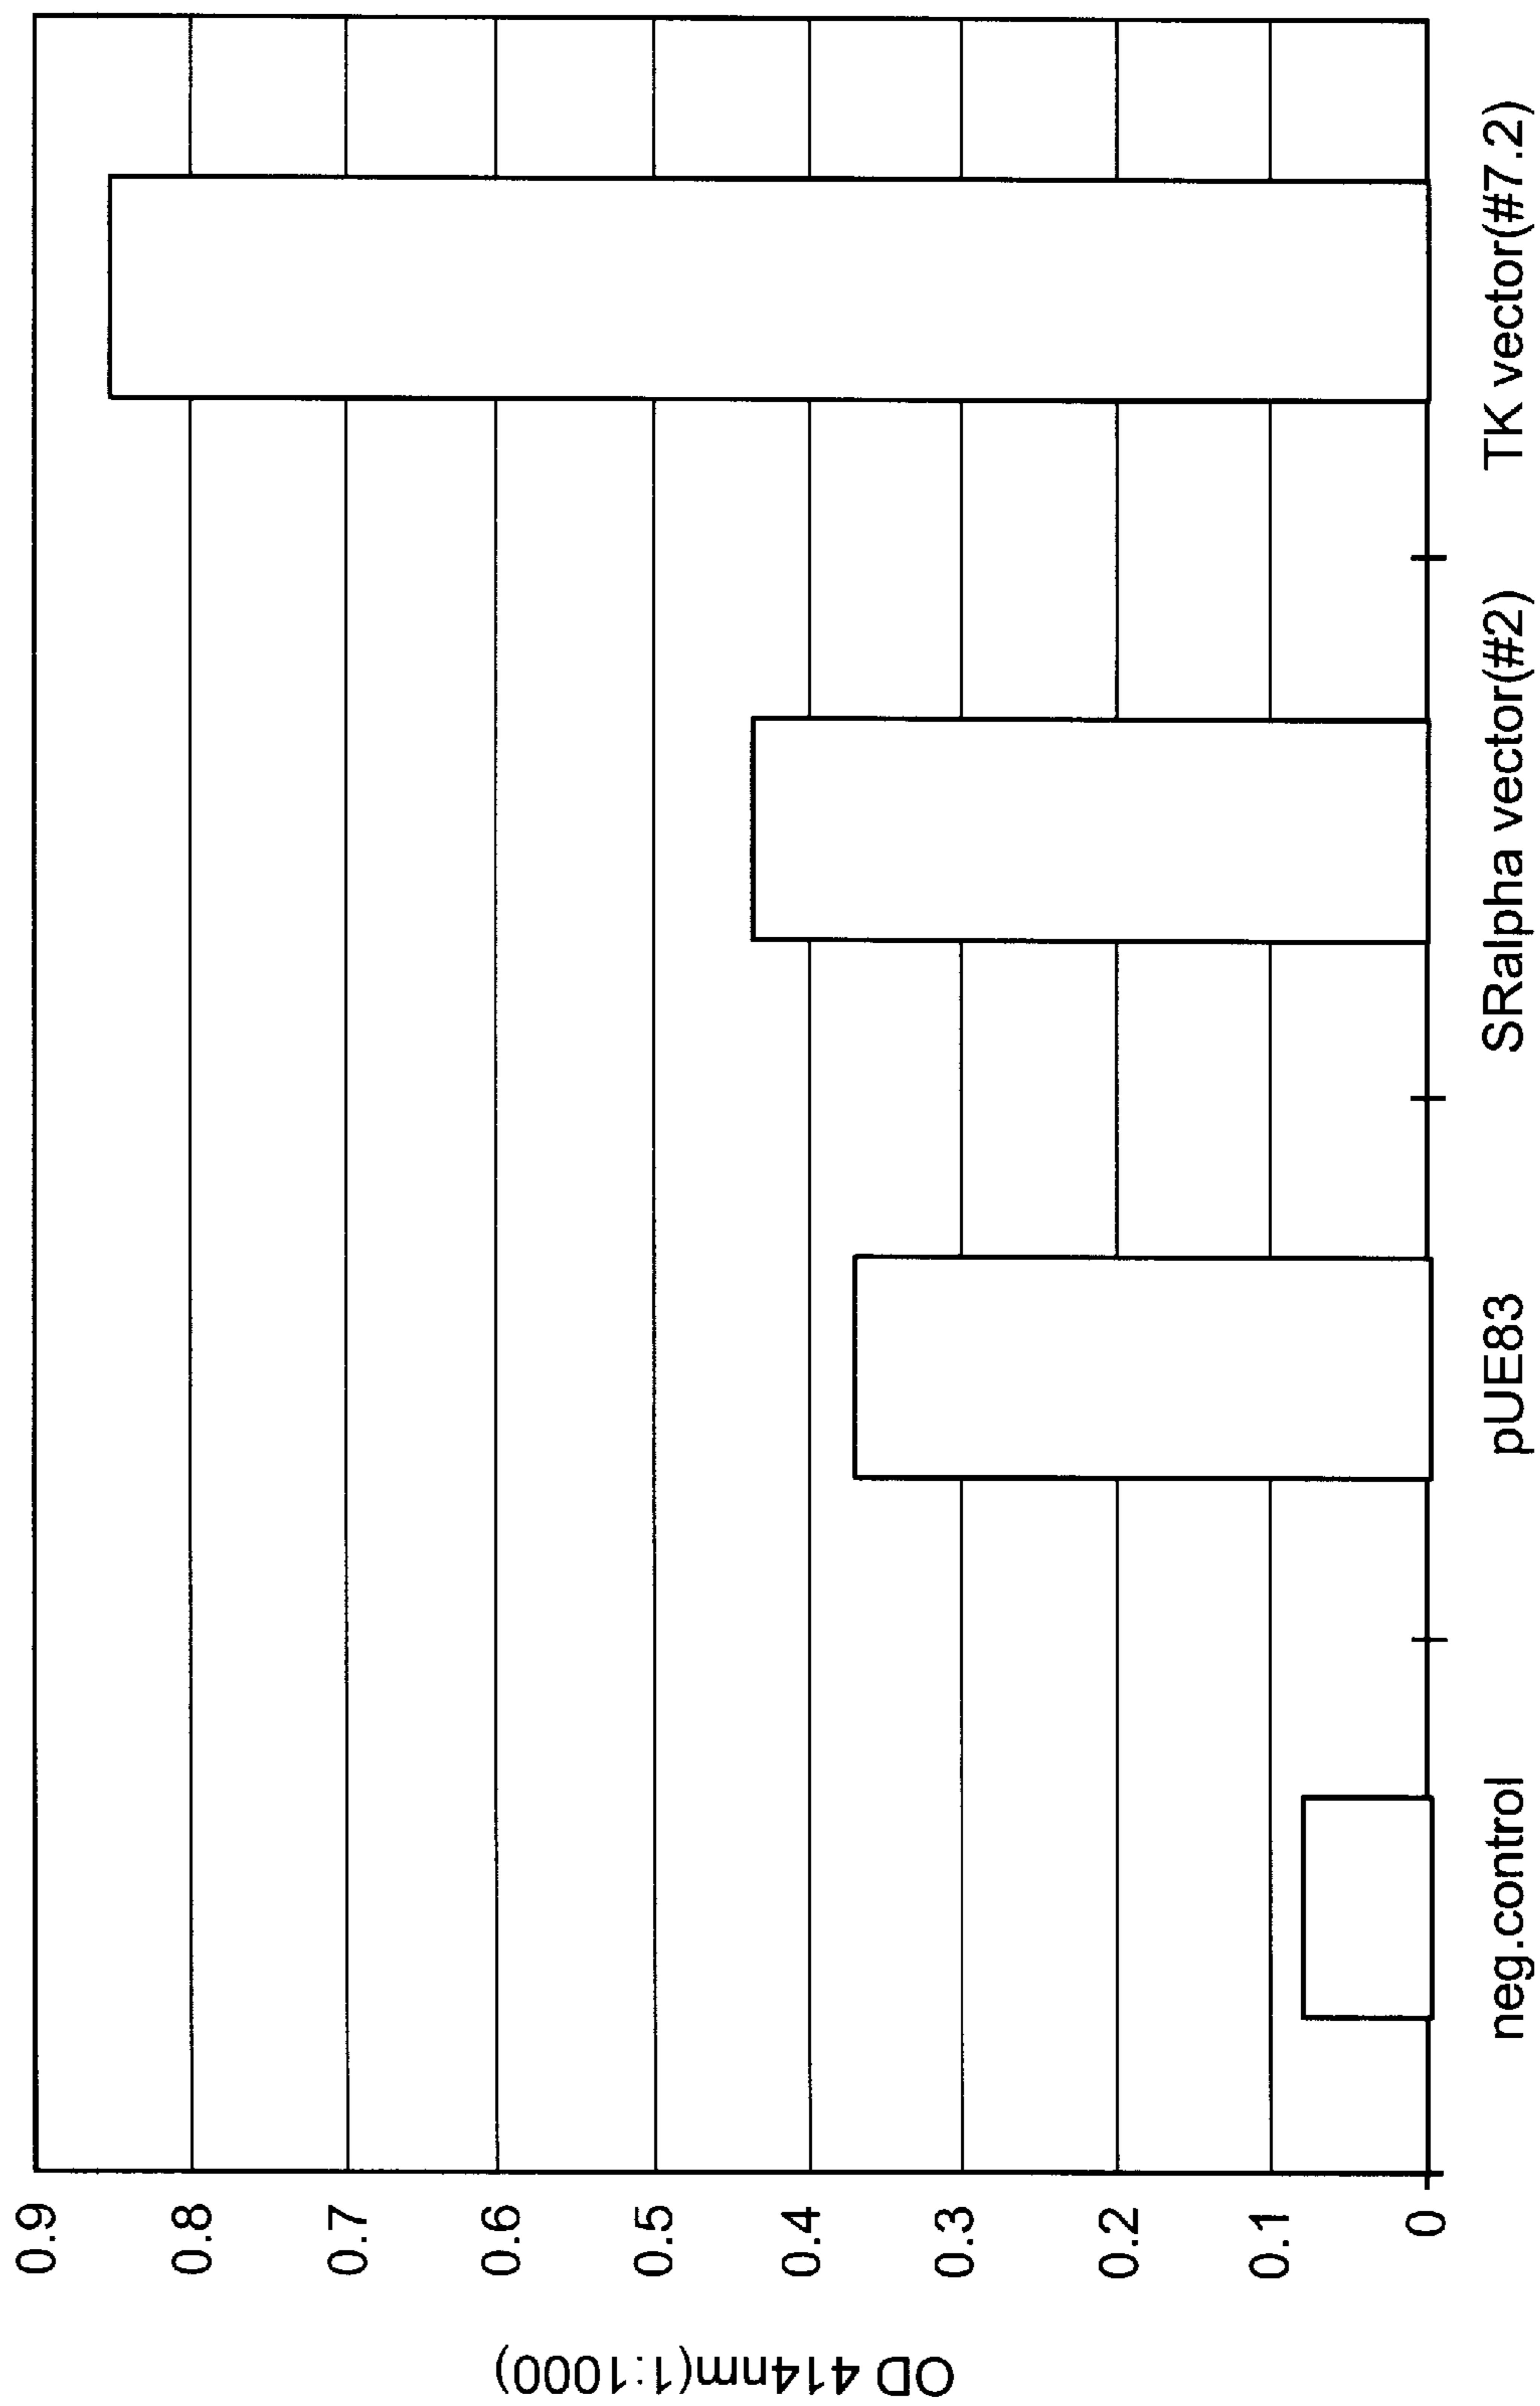 OD 414nm(1:1000)
0.9
0.8
0.7
0.6
0.5
0.4
0.3
0.2
0.1
0
neg.control
pUE83
SRalpha vector(#2)
TK vector(#7.2)